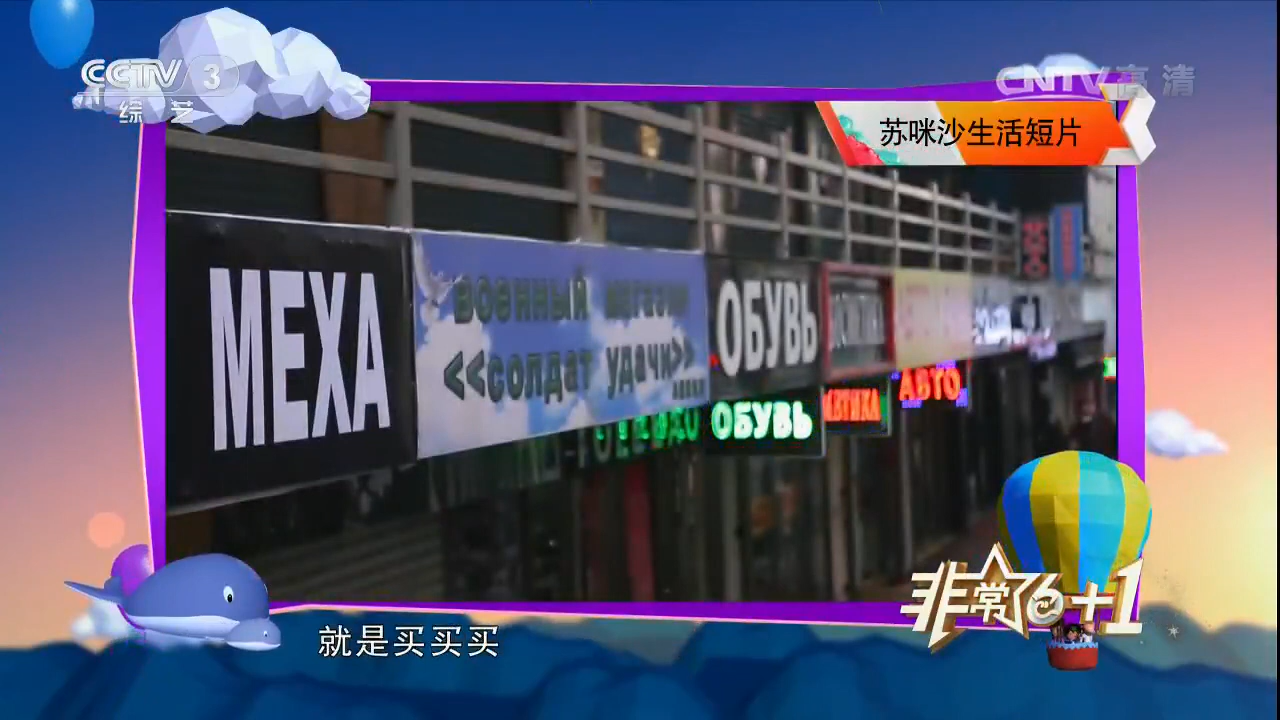 CCTV 3
综艺
CNTV高清
苏咪沙生活短片
МЕХА
ВОЕННЫЙ МАГАЗИН
<<СОЛДАТ УДАЧИ>>
ОБУВЬ
ОБУВЬ
АВТО
非常6+1
就是买买买